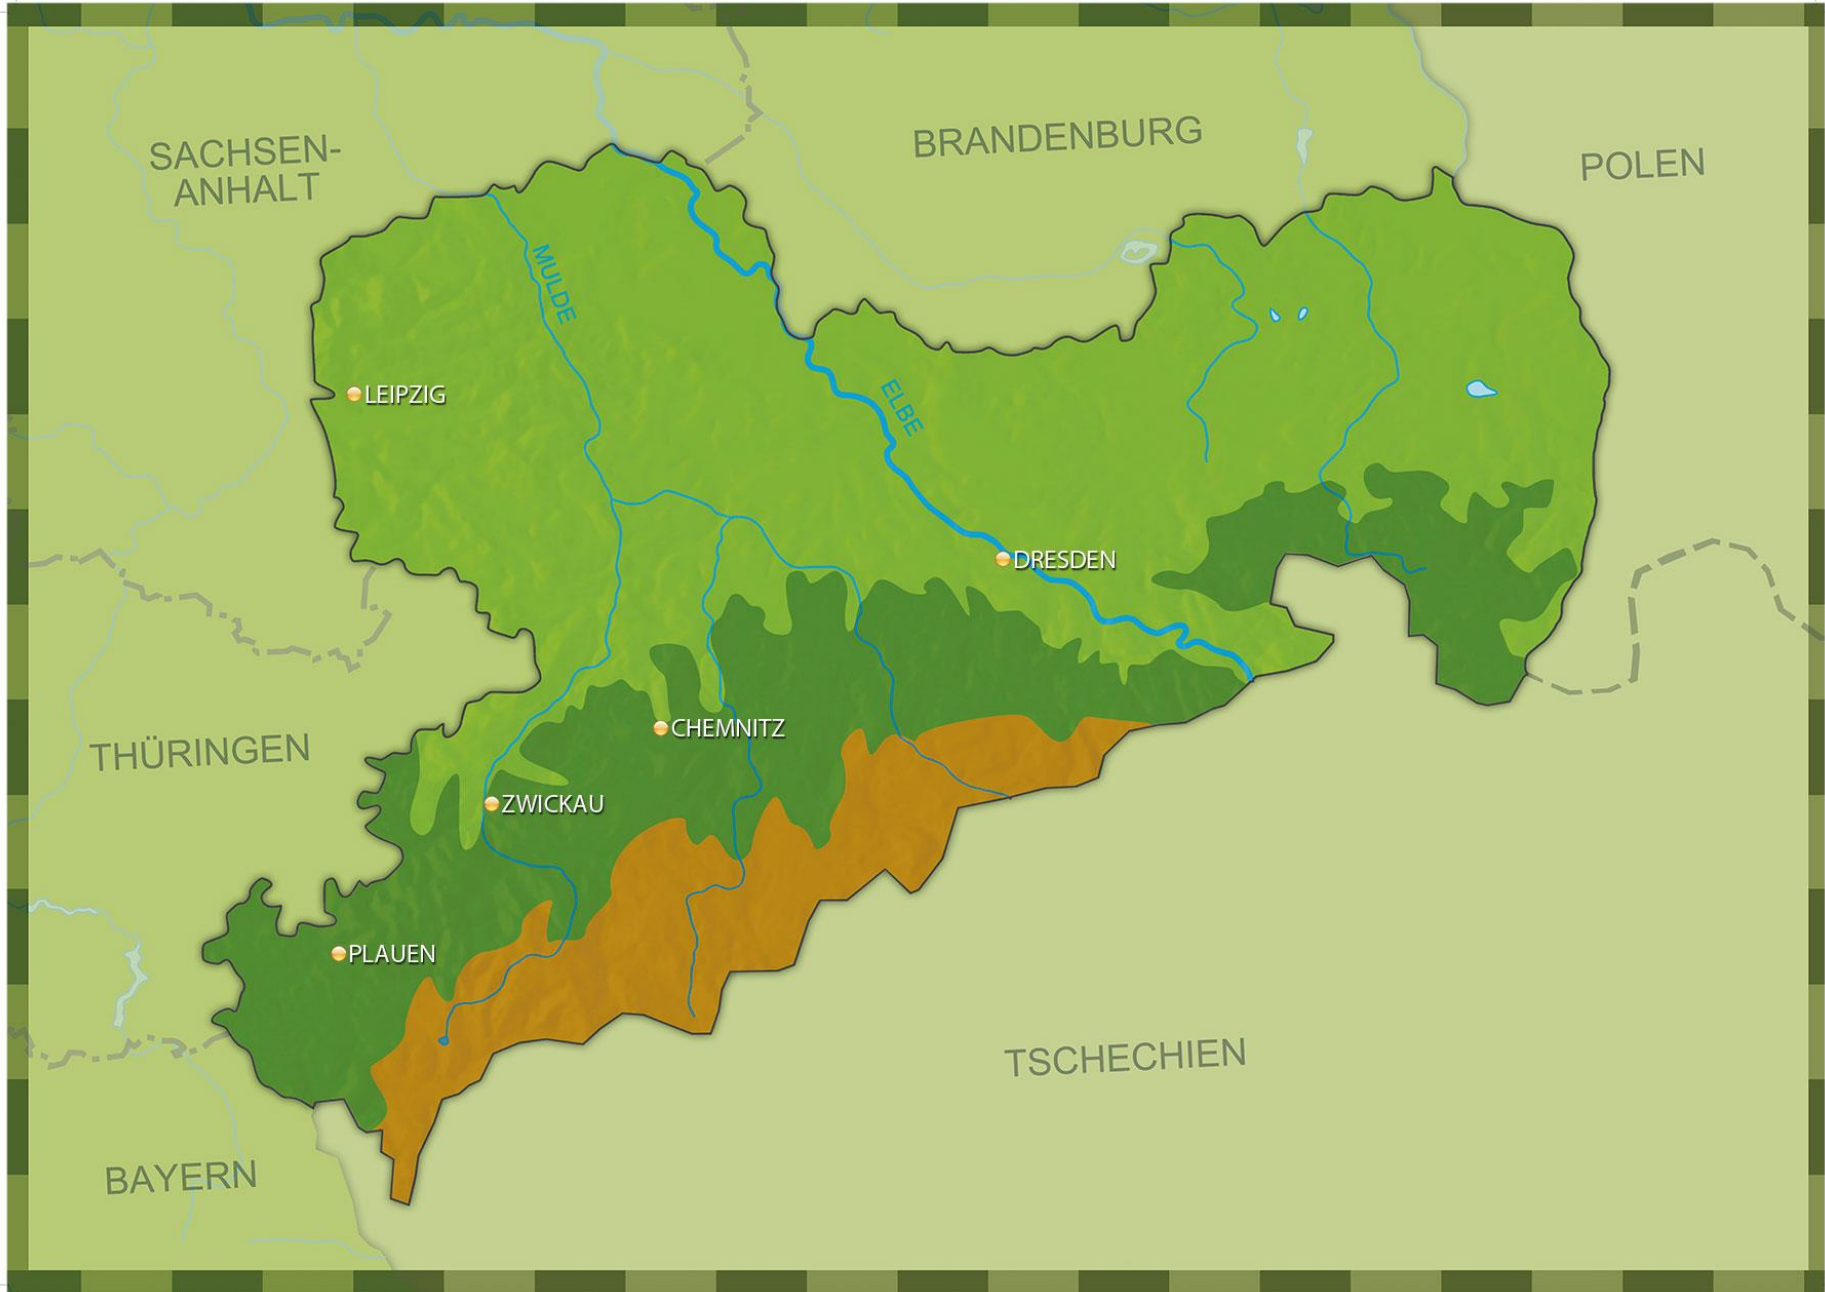 SACHSEN-
ANHALT
BRANDENBURG
POLEN
MULDE
LEIPZIG
ELBE
DRESDEN
CHEMNITZ
THÜRINGEN
ZWICKAU
PLAUEN
TSCHECHIEN
BAYERN